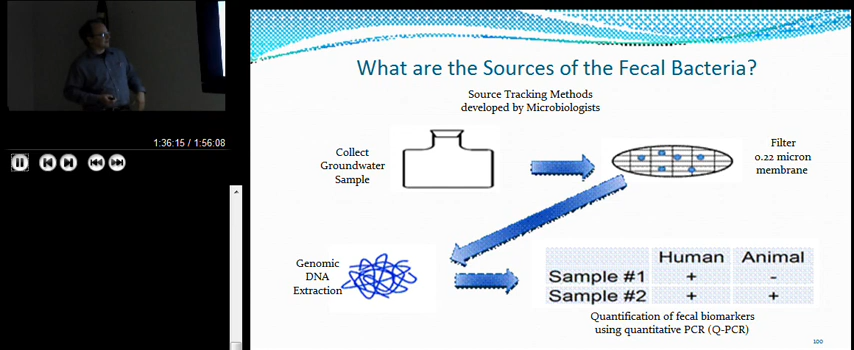 What are the Sources of the Fecal Bacteria?
Source Tracking Methods
developed by Microbiologists
1:36:15 / 1:56:08
Collect
Groundwater
Sample
Filter
0.22 micron
membrane
Genomic
DNA
Extraction
Human Animal
Sample #1 + -
Sample #2 + +
Quantification of fecal biomarkers
using quantitative PCR (Q-PCR)
100